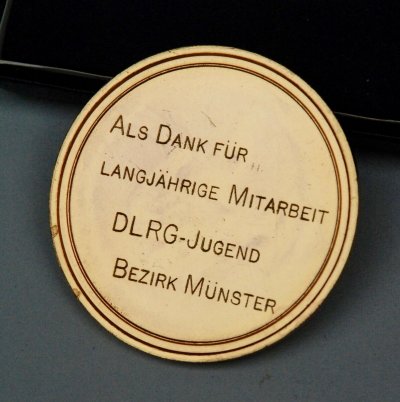 Als Dank für
langjährige Mitarbeit
DLRG-Jugend
Bezirk Münster